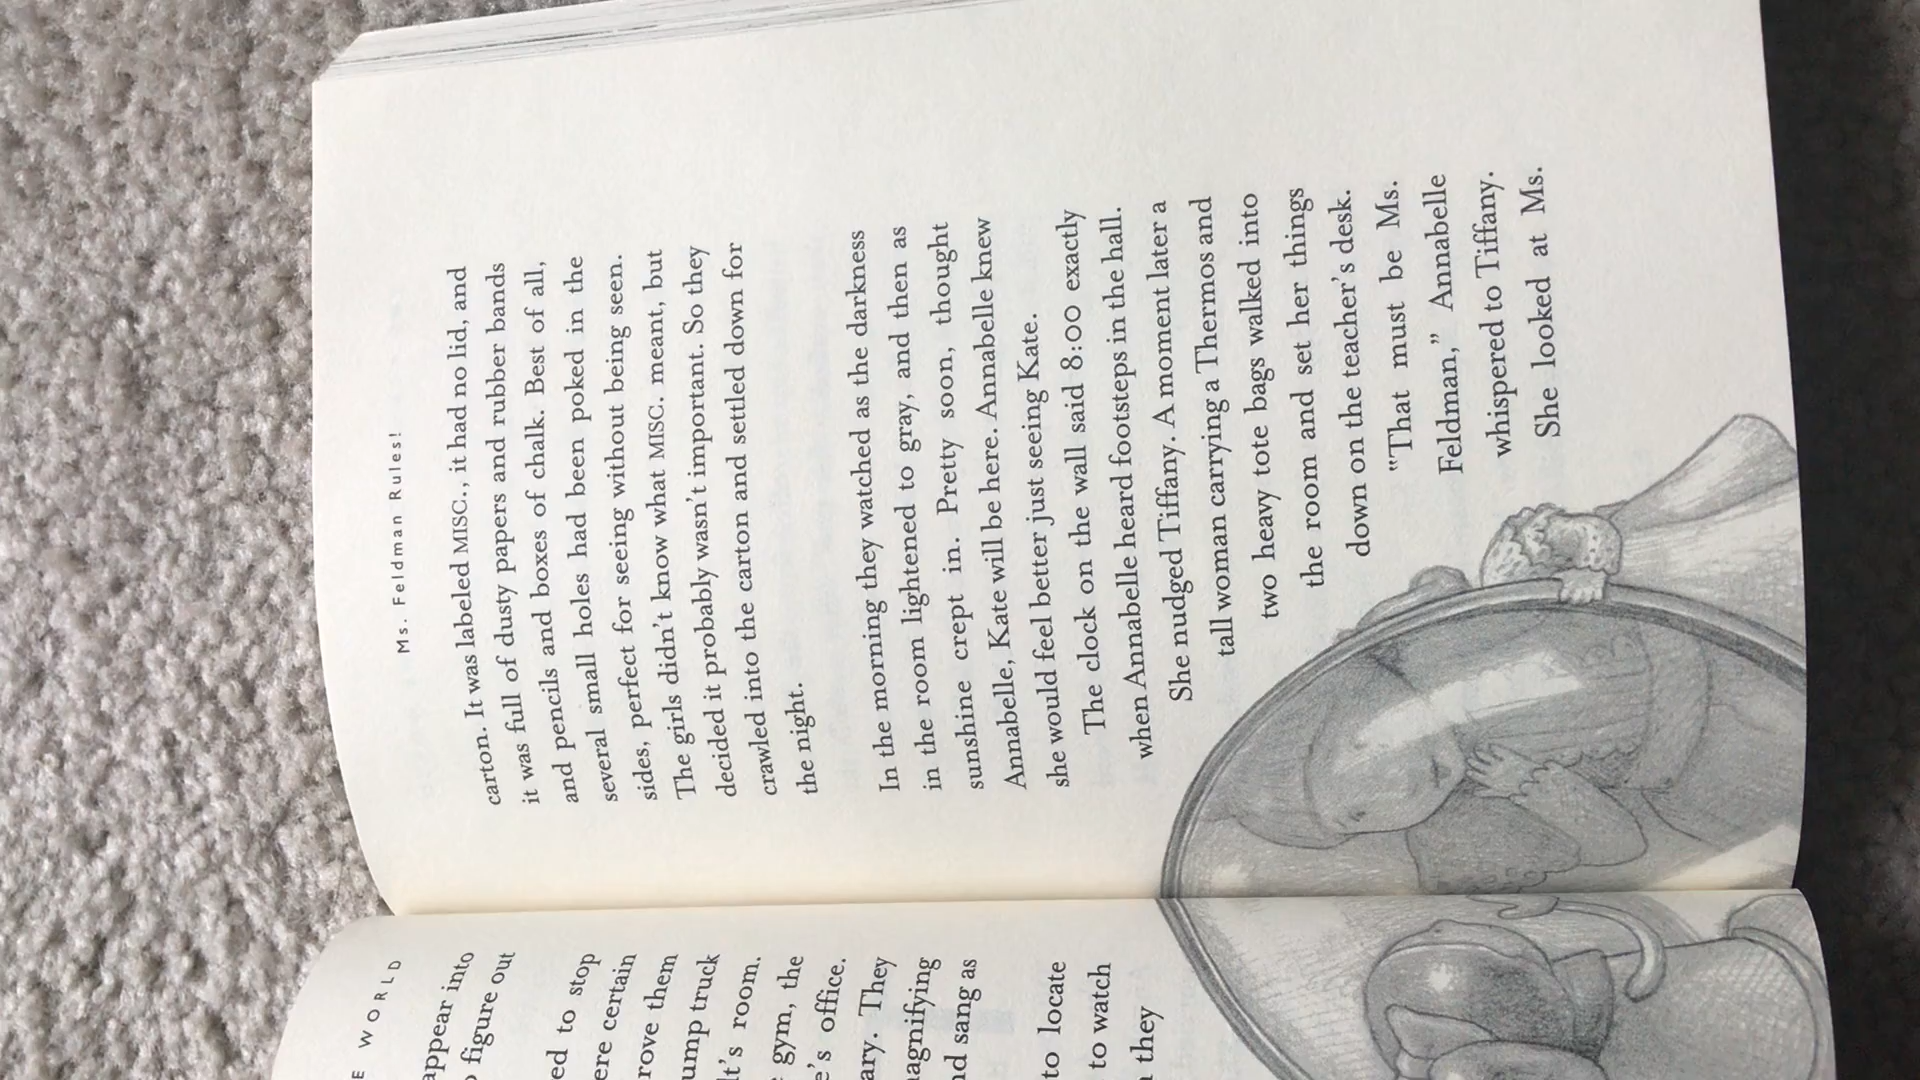 E WORLD
appear into
figure out
ed to stop
ere certain
rove them
ump truck
lt's room.
gym, the
e's office.
ary. They
magnifying
nd sang as
to locate
to watch
they
Ms. Feldman Rules!
carton. It was labeled MISC., it had no lid, and
it was full of dusty papers and rubber bands
and pencils and boxes of chalk. Best of all,
several small holes had been poked in the
sides, perfect for seeing without being seen.
The girls didn't know what MISC. meant, but
decided it probably wasn't important. So they
crawled into the carton and settled down for
the night.
In the morning they watched as the darkness
in the room lightened to gray, and then as
sunshine crept in. Pretty soon, thought
Annabelle, Kate will be here. Annabelle knew
she would feel better just seeing Kate.
The clock on the wall said 8:00 exactly
when Annabelle heard footsteps in the hall.
She nudged Tiffany. A moment later a
tall woman carrying a Thermos and
two heavy tote bags walked into
the room and set her things
down on the teacher's desk.
"That must be Ms.
Feldman," Annabelle
whispered to Tiffany.
She looked at Ms.